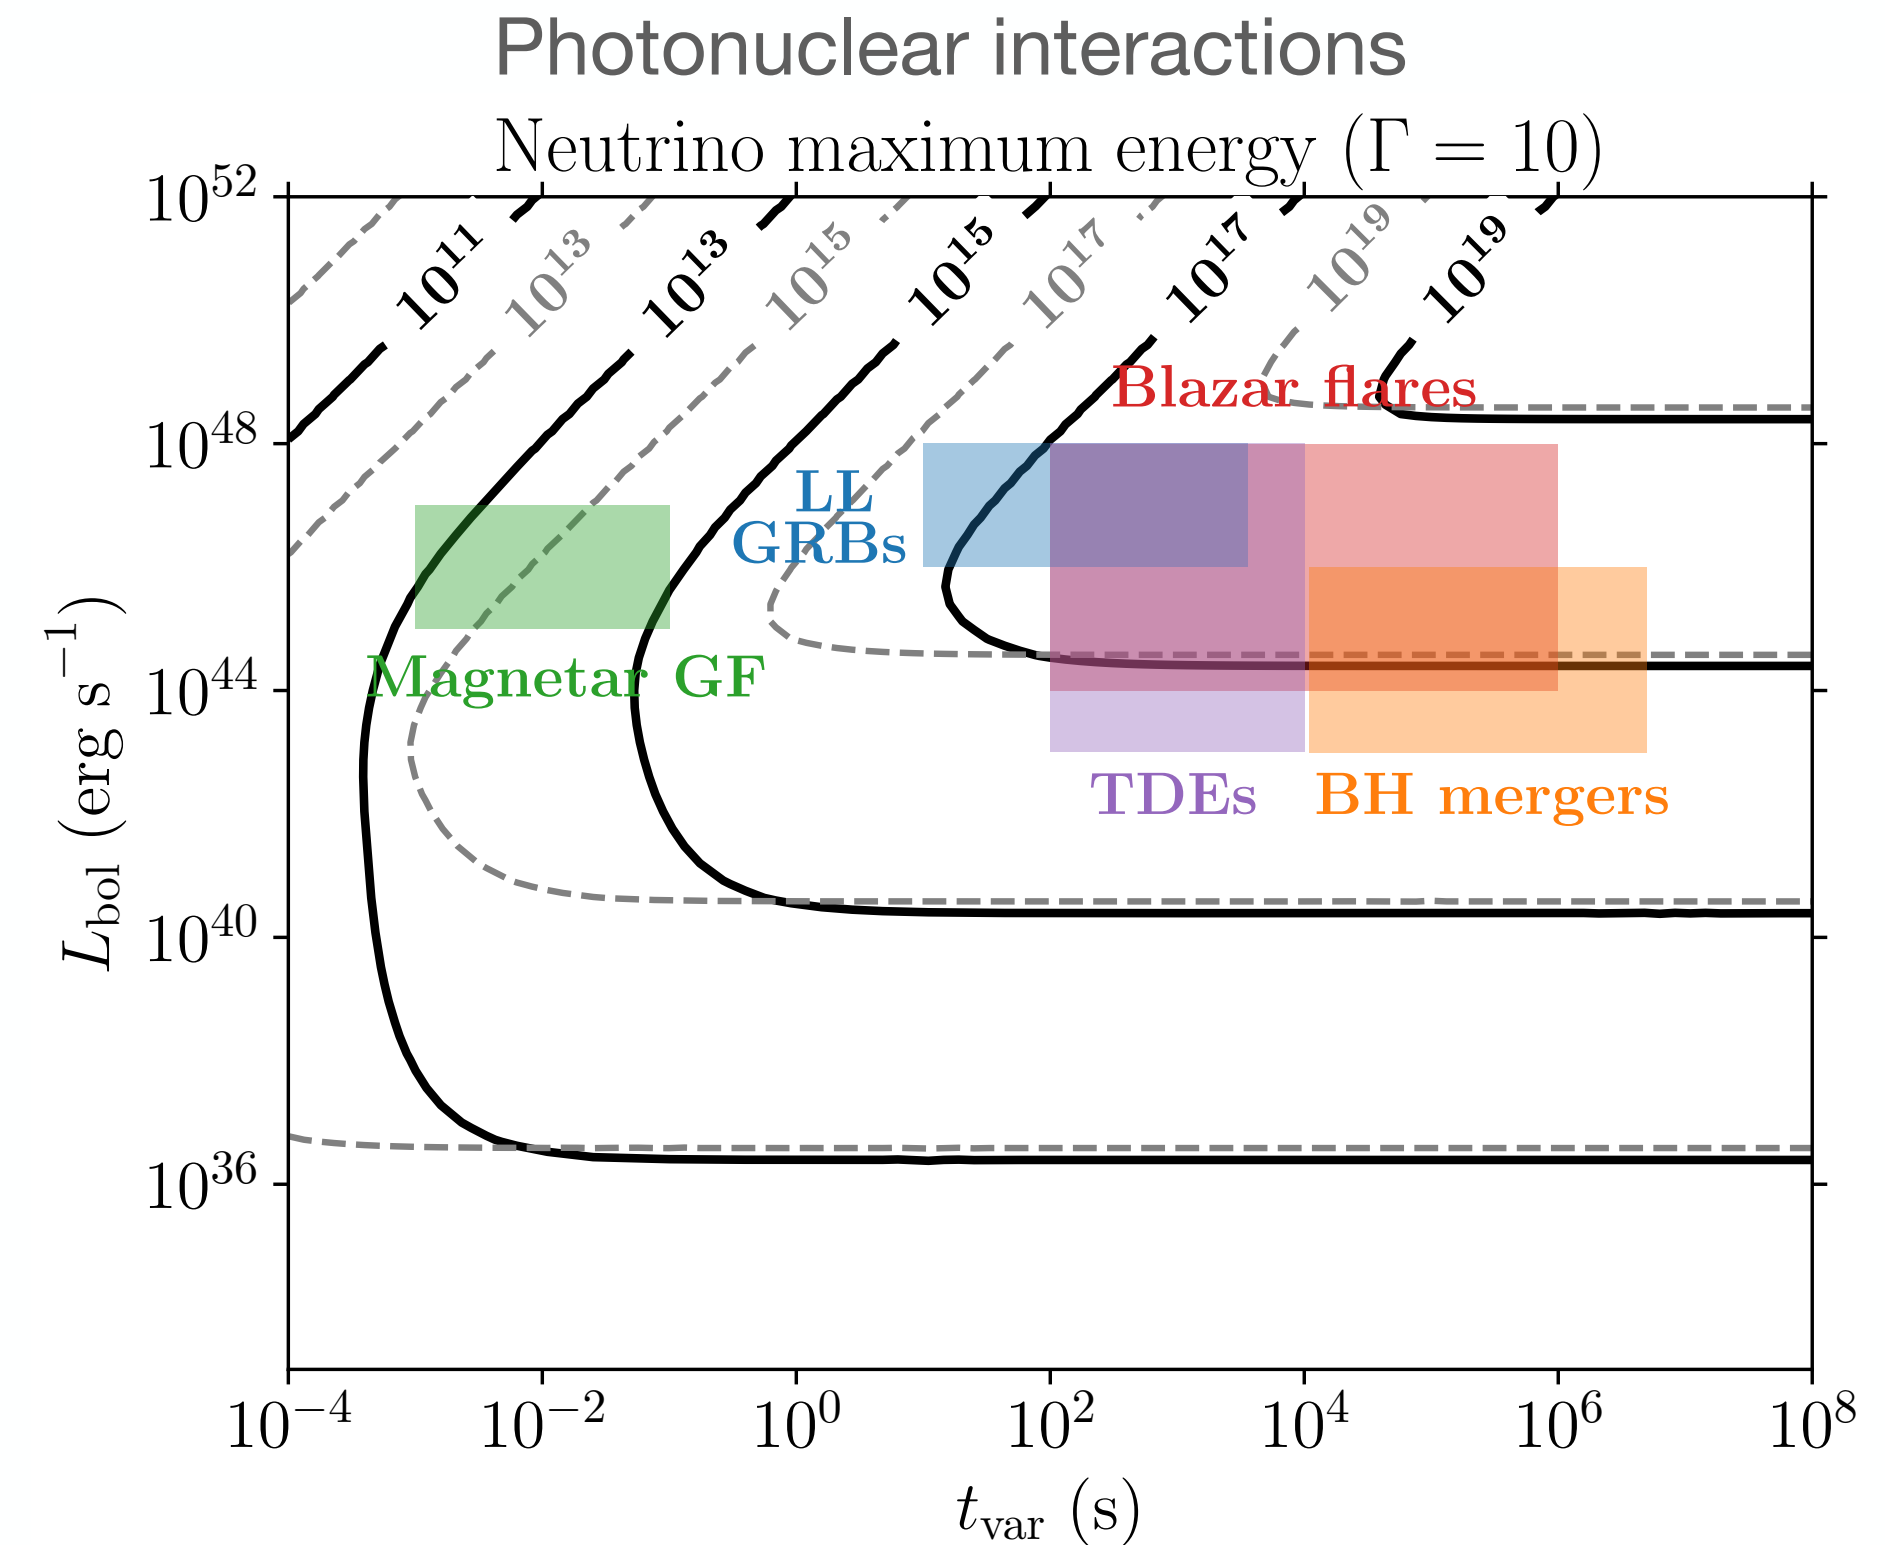 Photonuclear interactions
Neutrino maximum energy (Γ = 10)
10^52
10^48
10^44
10^40
10^36
L_bol (erg s^−1)
10^11
10^13
10^13
10^15
10^15
10^17
10^17
10^19
10^19
Blazar flares
LL
GRBs
Magnetar GF
TDEs
BH mergers
10^−4
10^−2
10^0
10^2
10^4
10^6
10^8
t_var (s)